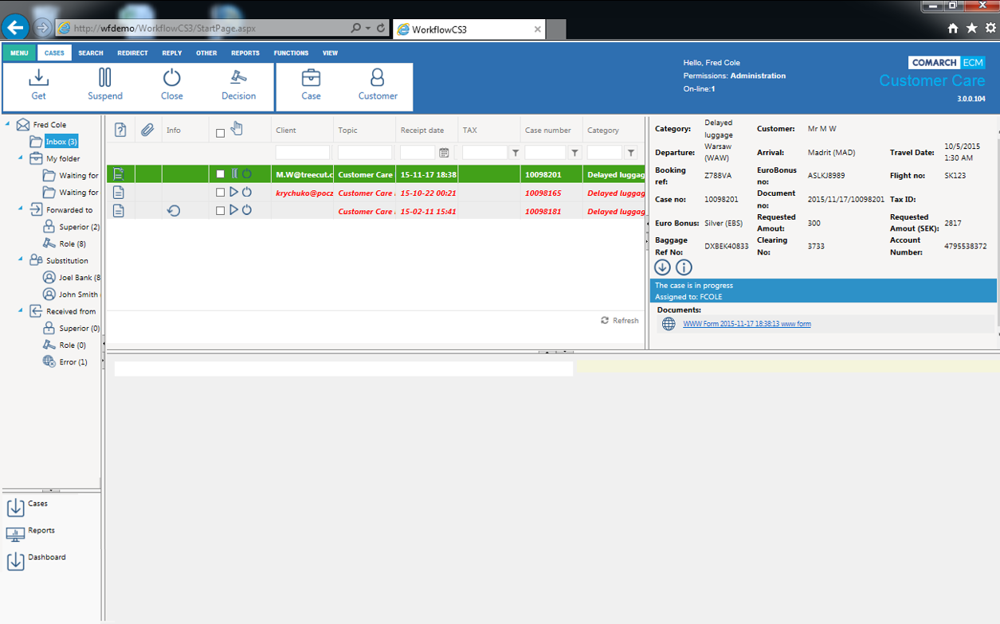 http://wfdemo/WorkflowCS3/StartPage.aspx
WorkflowCS3
MENU CASES SEARCH REDIRECT REPLY OTHER REPORTS FUNCTIONS VIEW
Get Suspend Close Decision Case Customer
Hello, Fred Cole
Permissions: Administration
On-line:1
COMARCH ECM
Customer Care
3.0.0.104
Fred Cole
Inbox (3)
My folder
Waiting for
Waiting for
Forwarded to
Superior (2)
Role (8)
Substitution
Joel Bank (8
John Smith
Received from
Superior (0)
Role (0)
Error (1)
Cases
Reports
Dashboard
Info Client Topic Receipt date TAX Case number Category
M.W@treecut.c Customer Care 15-11-17 18:38 10098201 Delayed luggag
krychuko@pocz Customer Care 15-10-22 00:21 10098165 Delayed luggag
Customer Care 15-02-11 15:41 10098181 Delayed luggag
Refresh
Category: Delayed luggage Customer: Mr M W
Departure: Warsaw (WAW) Arrival: Madrit (MAD) Travel Date: 10/5/2015 1:30 AM
Booking ref: Z788VA EuroBonus no: ASLKJ8989 Flight no: SK123
Case no: 10098201 Document no: 2015/11/17/10098201 Tax ID:
Euro Bonus: Silver (EBS) Requested Amout: 300 Requested Amout (SEK): 2817
Baggage Ref No: DXBEK40833 Clearing No: 3733 Account Number: 4795538372
The case is in progress
Assigned to: FCOLE
Documents:
WWW Form 2015-11-17 18:38:13 www form